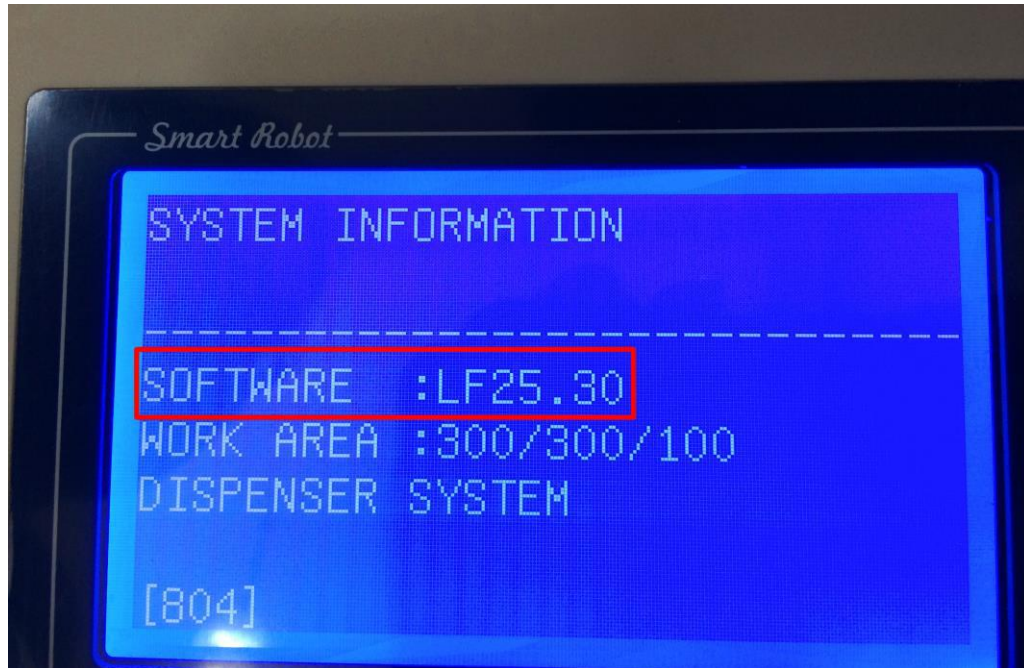 Smart Robot
SYSTEM INFORMATION
------------------------------
SOFTWARE :LF25.30
WORK AREA :300/300/100
DISPENSER SYSTEM
[804]